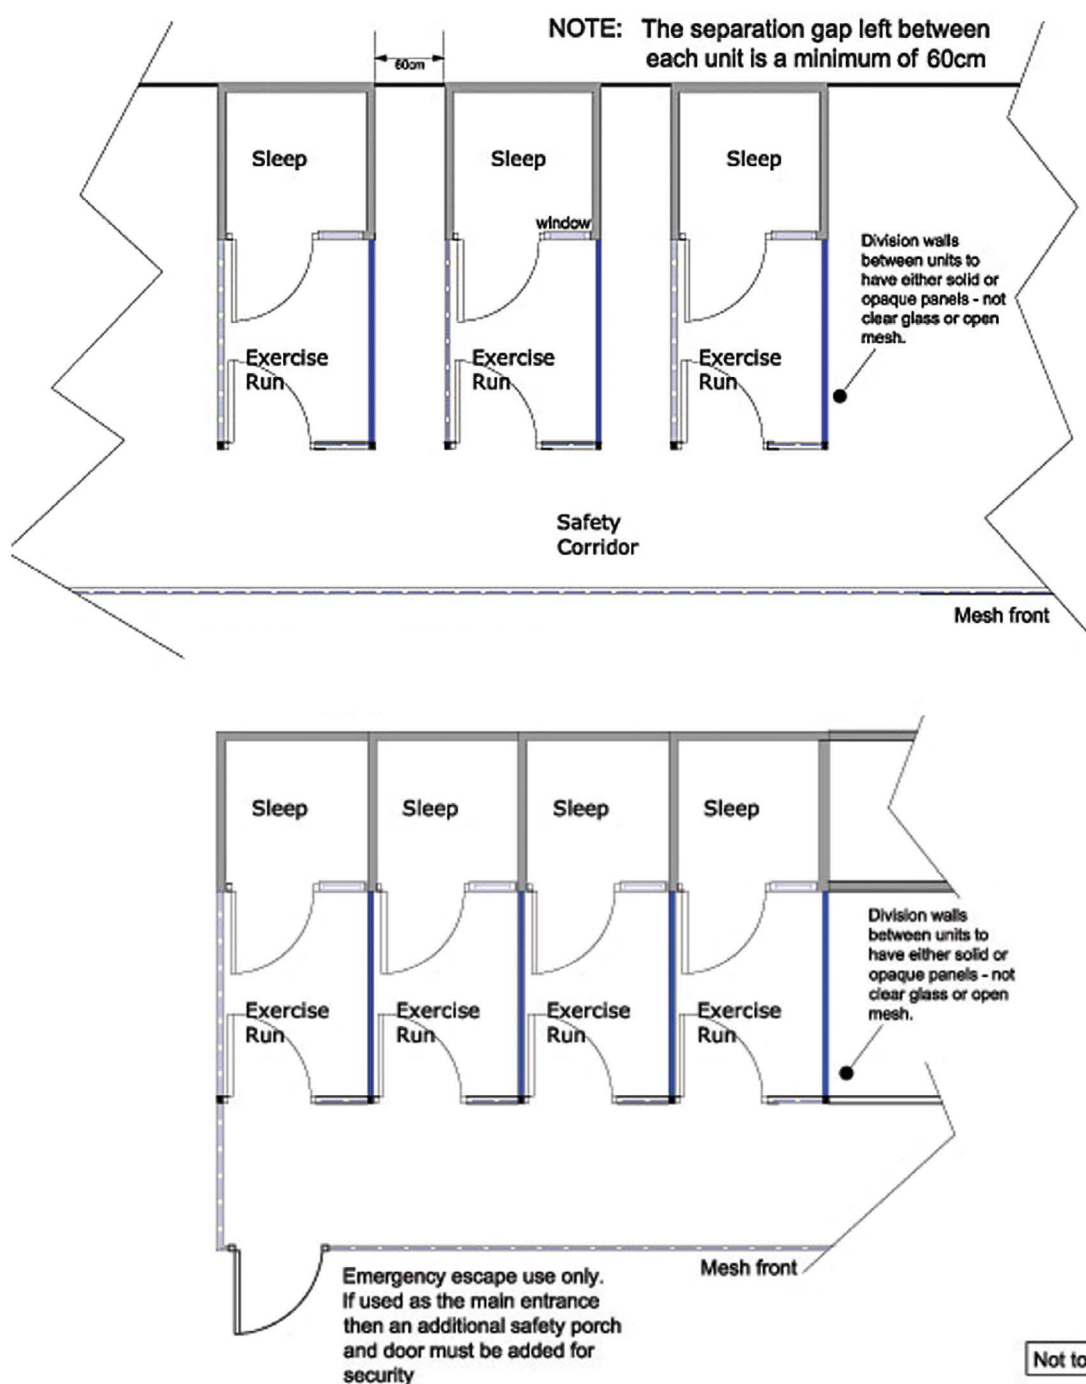 NOTE: The separation gap left between
each unit is a minimum of 60cm
60cm
Sleep
Sleep
Sleep
window
Division walls
between units to
have either solid or
opaque panels - not
clear glass or open
mesh.
Exercise
Run
Exercise
Run
Exercise
Run
Safety
Corridor
Mesh front
Sleep
Sleep
Sleep
Sleep
Division walls
between units to
have either solid or
opaque panels - not
clear glass or open
mesh.
Exercise
Run
Exercise
Run
Exercise
Run
Exercise
Run
Mesh front
Emergency escape use only.
If used as the main entrance
then an additional safety porch
and door must be added for
security
Not to